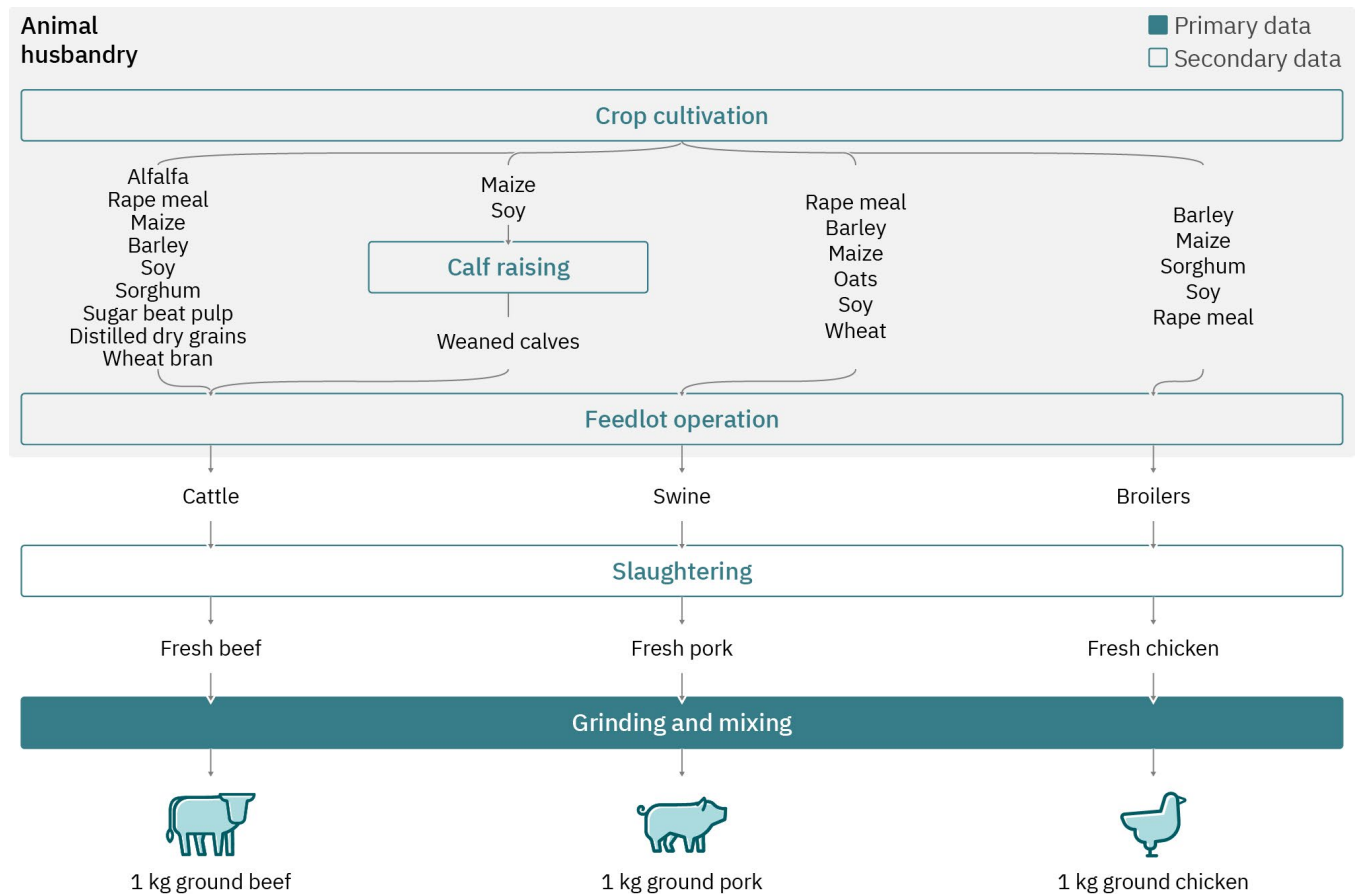 Animal
husbandry
Primary data
Secondary data
Crop cultivation
Alfalfa
Rape meal
Maize
Barley
Soy
Sorghum
Sugar beat pulp
Distilled dry grains
Wheat bran
Maize
Soy
Calf raising
Weaned calves
Rape meal
Barley
Maize
Oats
Soy
Wheat
Barley
Maize
Sorghum
Soy
Rape meal
Feedlot operation
Cattle
Swine
Broilers
Slaughtering
Fresh beef
Fresh pork
Fresh chicken
Grinding and mixing
1 kg ground beef
1 kg ground pork
1 kg ground chicken